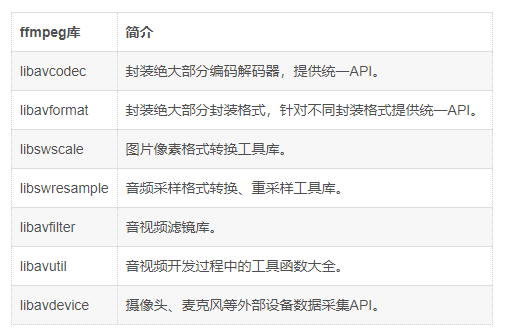 ffmpeg库 简介
libavcodec 封装绝大部分编码解码器，提供统一API。
libavformat 封装绝大部分封装格式，针对不同封装格式提供统一API。
libswscale 图片像素格式转换工具库。
libswresample 音频采样格式转换、重采样工具库。
libavfilter 音视频滤镜库。
libavutil 音视频开发过程中的工具函数大全。
libavdevice 摄像头、麦克风等外部设备数据采集API。